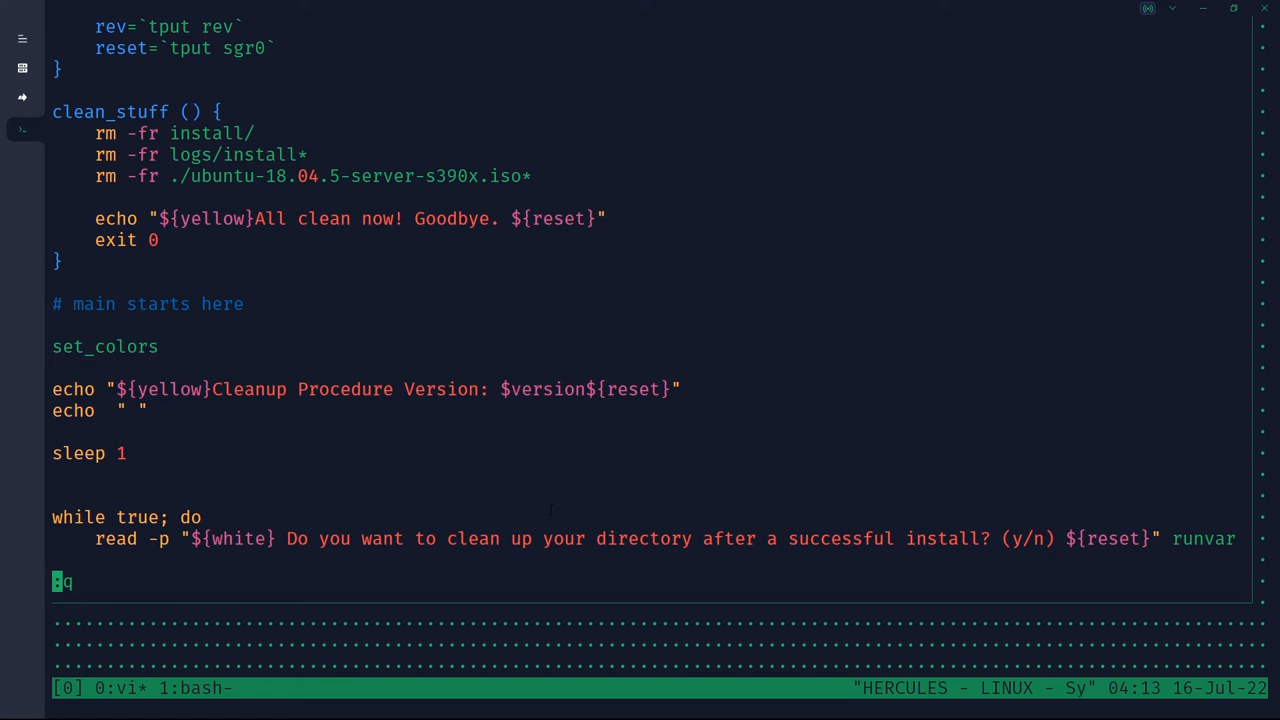 rev=`tput rev`
reset=`tput sgr0`
}
clean_stuff () {
rm -fr install/
rm -fr logs/install*
rm -fr ./ubuntu-18.04.5-server-s390x.iso*
echo "${yellow}All clean now! Goodbye. ${reset}"
exit 0
}
# main starts here
set_colors
echo "${yellow}Cleanup Procedure Version: $version${reset}"
echo  " "
sleep 1
while true; do
read -p "${white} Do you want to clean up your directory after a successful install? (y/n) ${reset}" runvar
:q
[0] 0:vi* 1:bash- "HERCULES - LINUX - Sy" 04:13 16-Jul-22